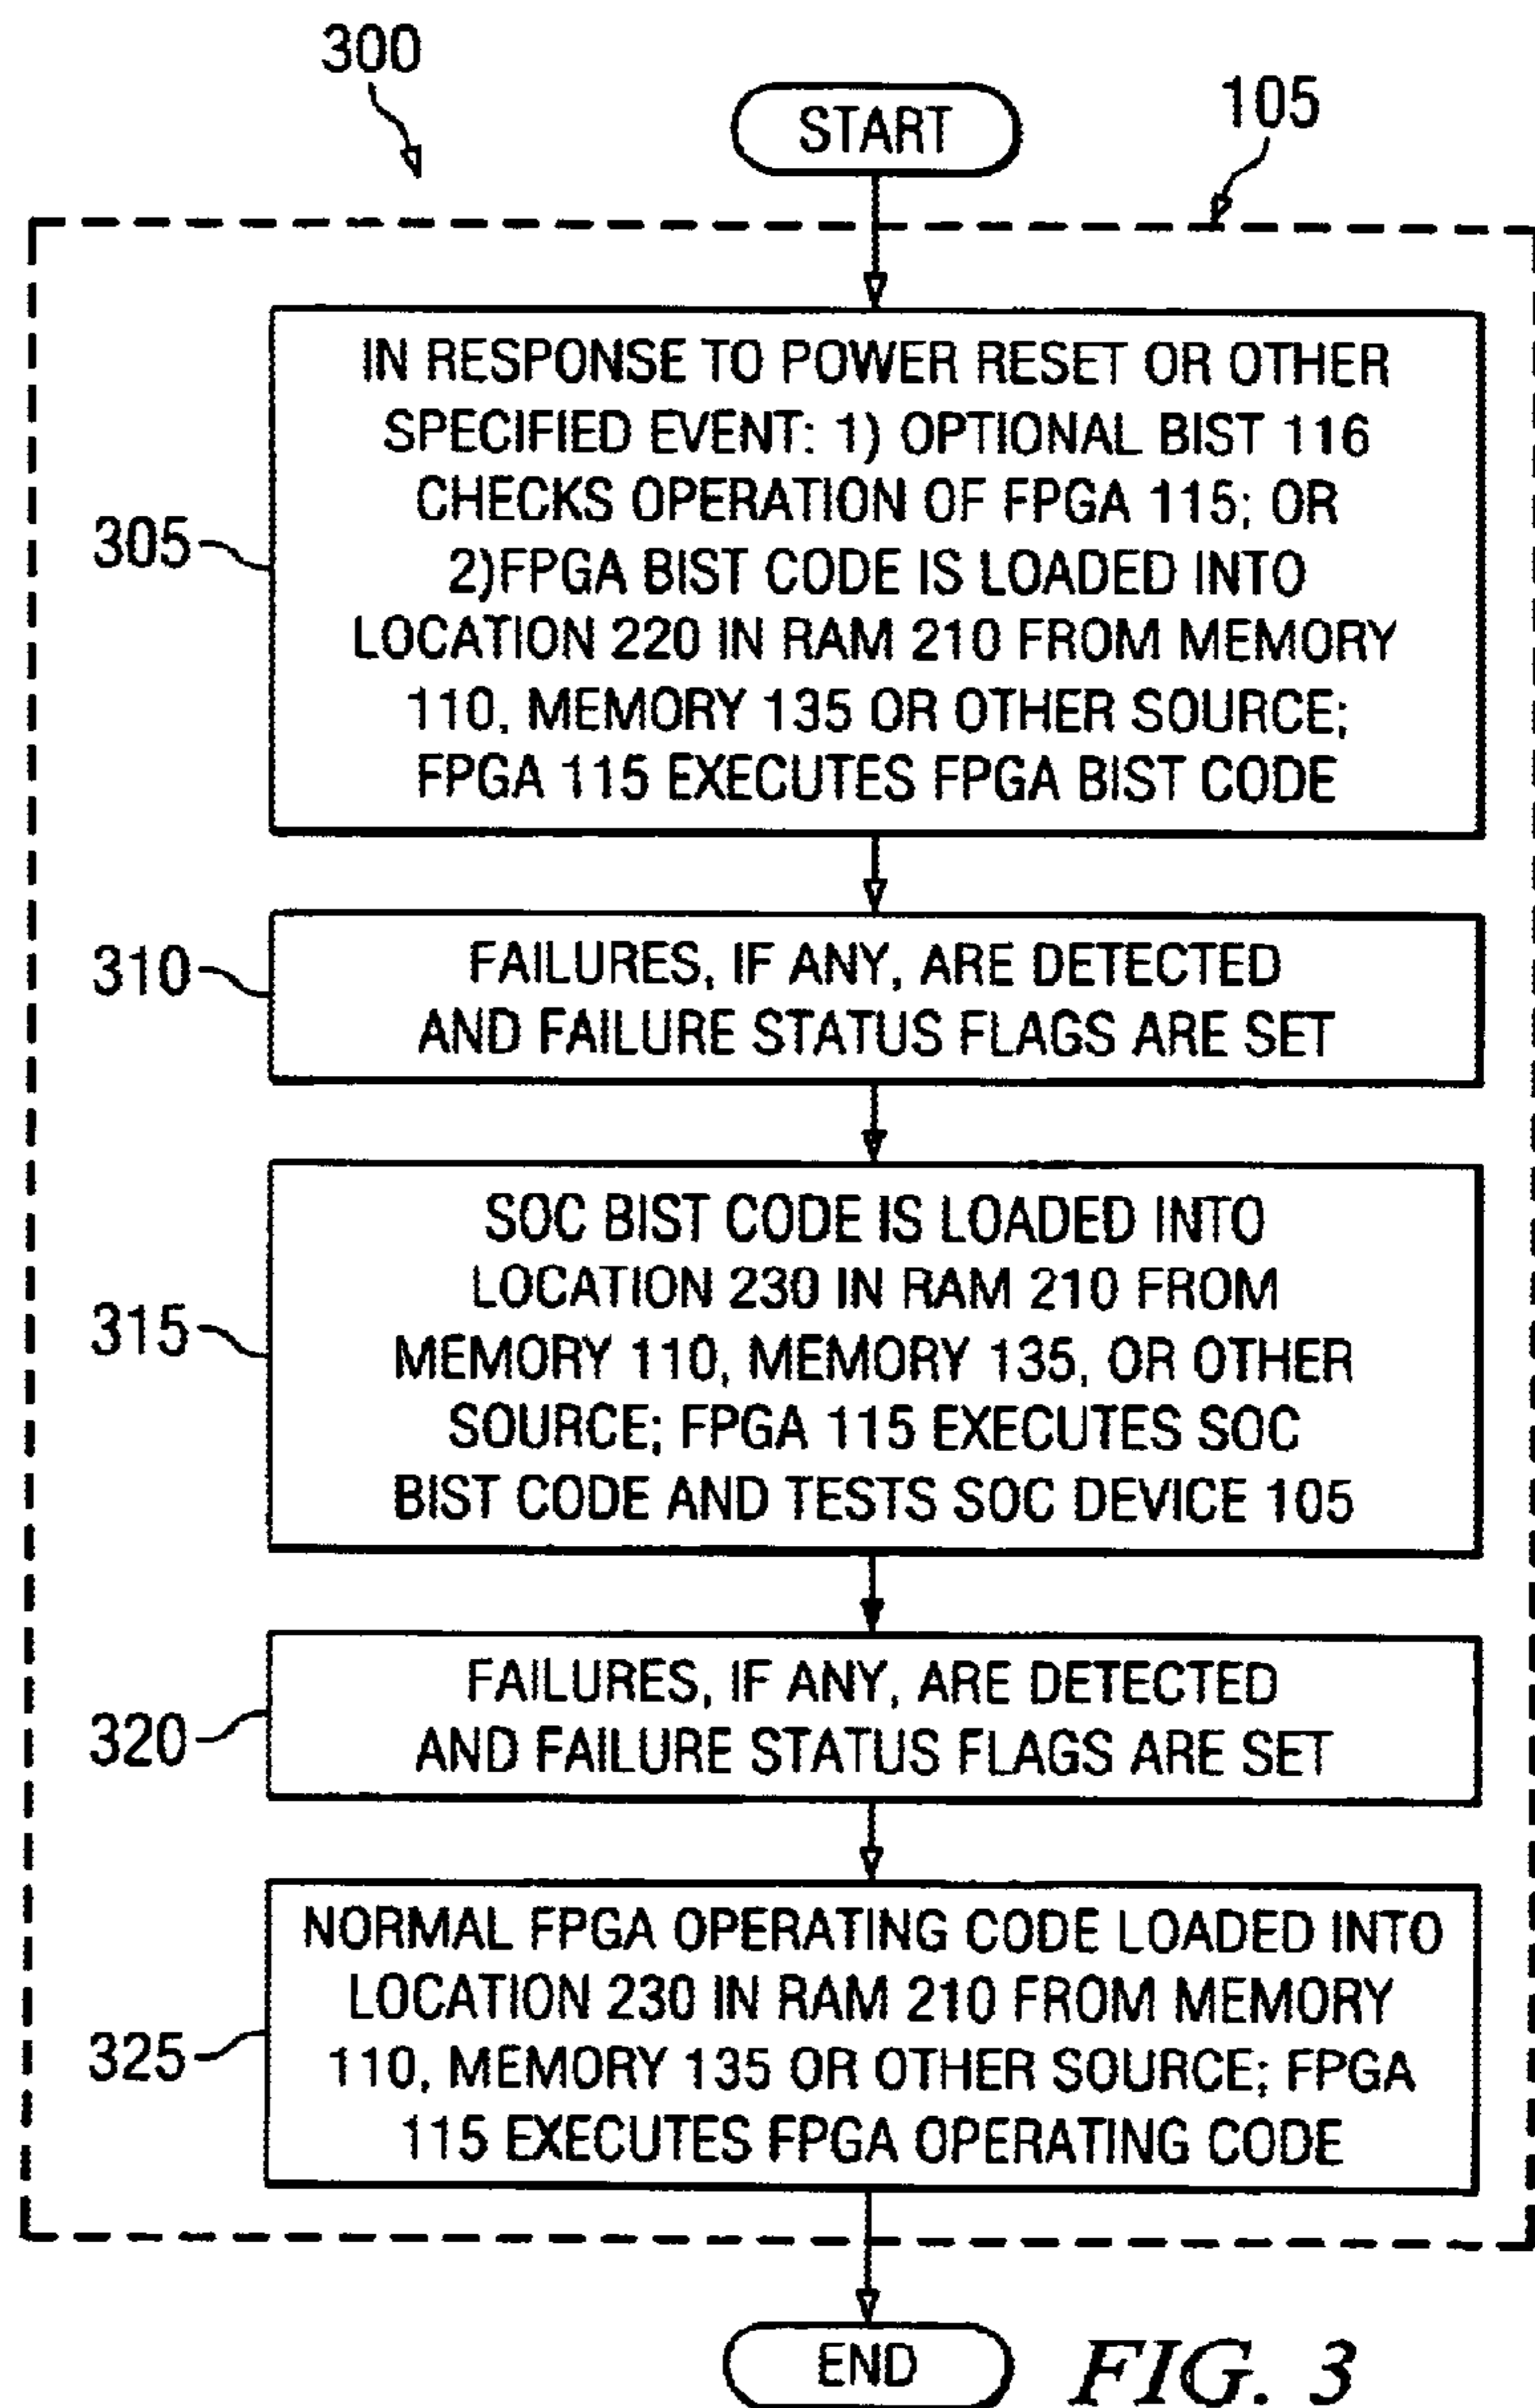 300
START
105
IN RESPONSE TO POWER RESET OR OTHER
SPECIFIED EVENT: 1) OPTIONAL BIST 116
CHECKS OPERATION OF FPGA 115; OR
2)FPGA BIST CODE IS LOADED INTO
LOCATION 220 IN RAM 210 FROM MEMORY
110, MEMORY 135 OR OTHER SOURCE;
FPGA 115 EXECUTES FPGA BIST CODE
305
FAILURES, IF ANY, ARE DETECTED
AND FAILURE STATUS FLAGS ARE SET
310
SOC BIST CODE IS LOADED INTO
LOCATION 230 IN RAM 210 FROM
MEMORY 110, MEMORY 135, OR OTHER
SOURCE; FPGA 115 EXECUTES SOC
BIST CODE AND TESTS SOC DEVICE 105
315
FAILURES, IF ANY, ARE DETECTED
AND FAILURE STATUS FLAGS ARE SET
320
NORMAL FPGA OPERATING CODE LOADED INTO
LOCATION 230 IN RAM 210 FROM MEMORY
110, MEMORY 135 OR OTHER SOURCE; FPGA
115 EXECUTES FPGA OPERATING CODE
325
END
FIG. 3